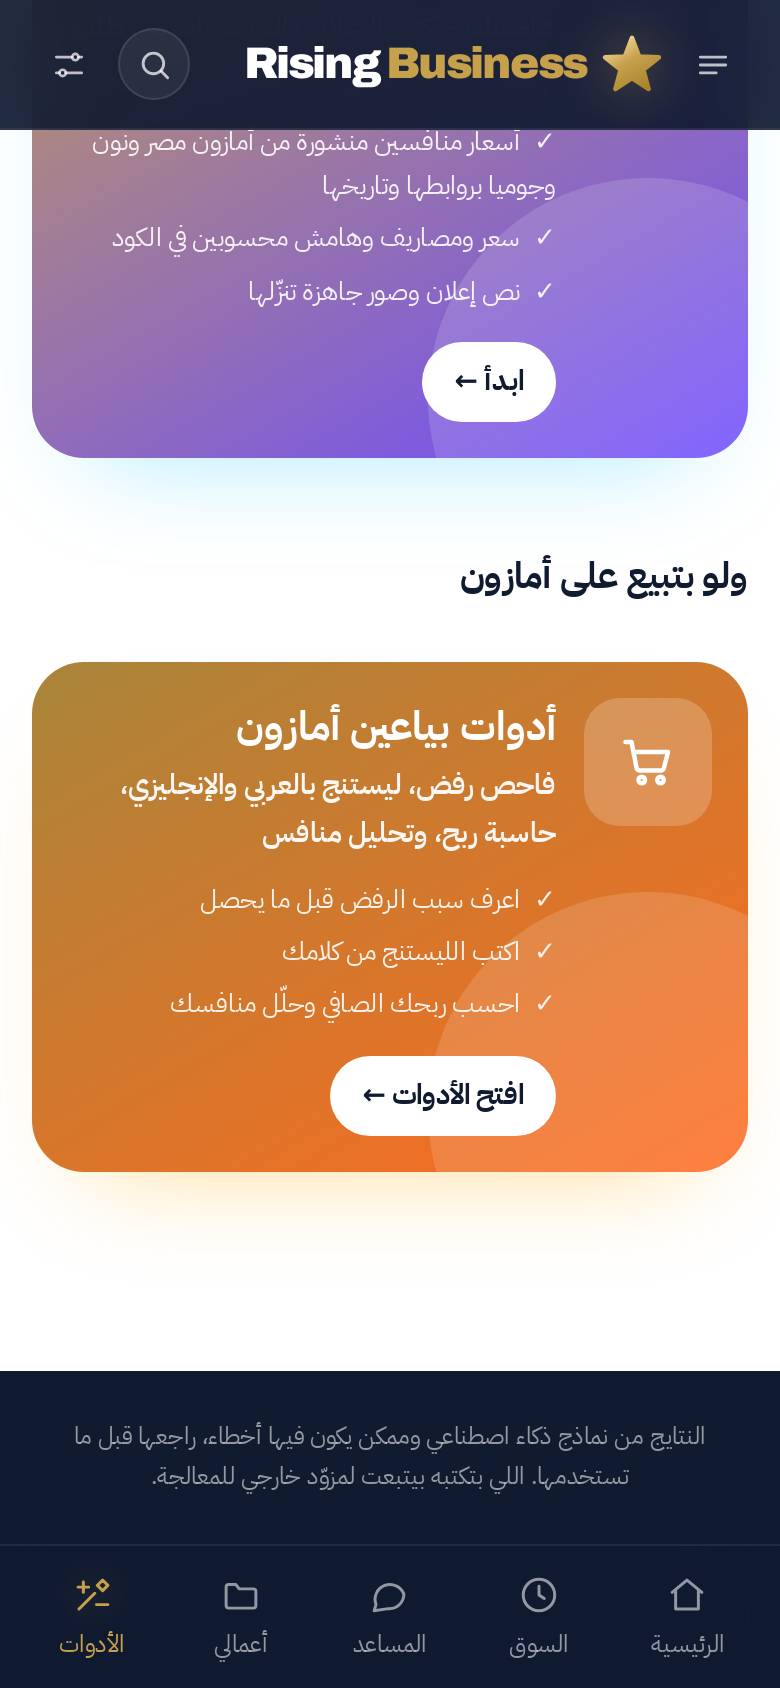 Rising Business
✓ أسعار منافسين منشورة من أمازون مصر ونون
وجوميا بروابطها وتاريخها
✓ سعر ومصاريف وهامش محسوبين في الكود
✓ نص إعلان وصور جاهزة تنزّلها
ابدأ ←
ولو بتبيع على أمازون
أدوات بياعين أمازون
فاحص رفض، ليستنج بالعربي والإنجليزي،
حاسبة ربح، وتحليل منافس
✓ اعرف سبب الرفض قبل ما يحصل
✓ اكتب الليستنج من كلامك
✓ احسب ربحك الصافي وحلّل منافسك
افتح الأدوات ←
النتايج من نماذج ذكاء اصطناعي وممكن يكون فيها أخطاء، راجعها قبل ما
تستخدمها. اللي بتكتبه بيتبعت لمزوّد خارجي للمعالجة.
الرئيسية
السوق
المساعد
أعمالي
الأدوات